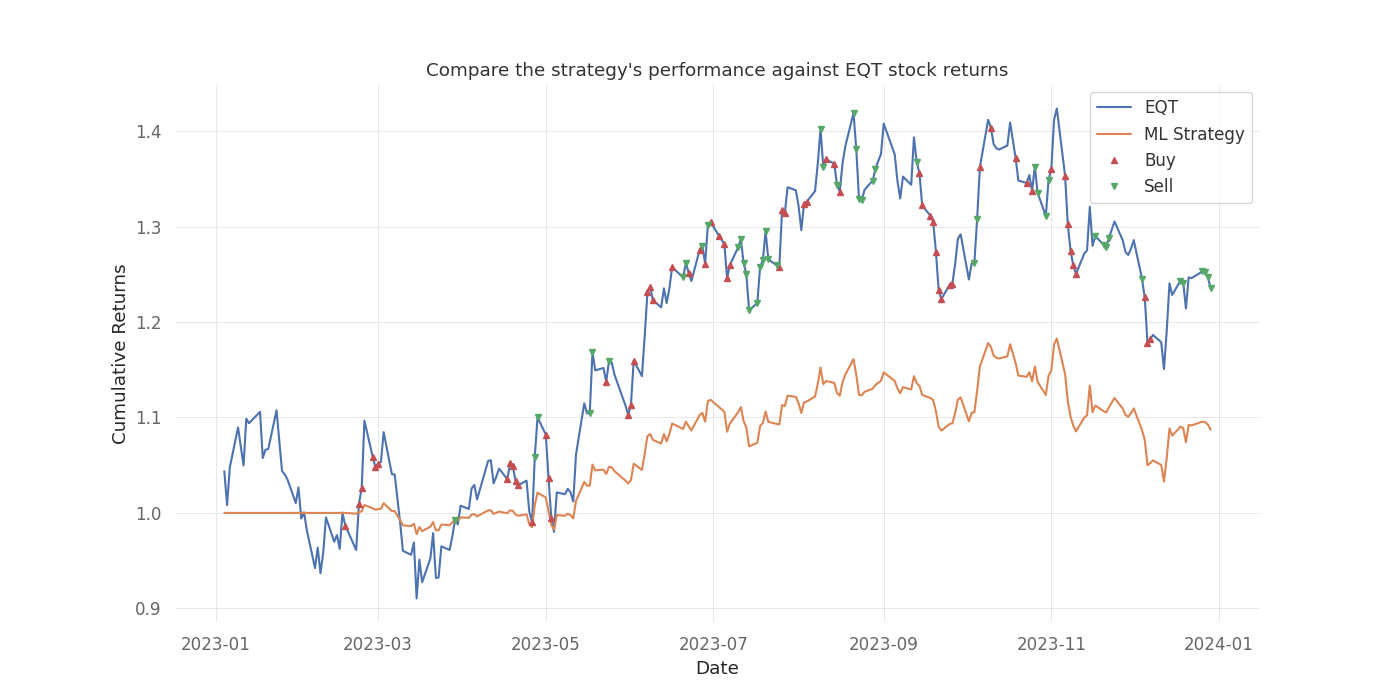 Compare the strategy's performance against EQT stock returns
EQT
ML Strategy
Buy
Sell
Cumulative Returns
1.4
1.3
1.2
1.1
1.0
0.9
2023-01
2023-03
2023-05
2023-07
2023-09
2023-11
2024-01
Date